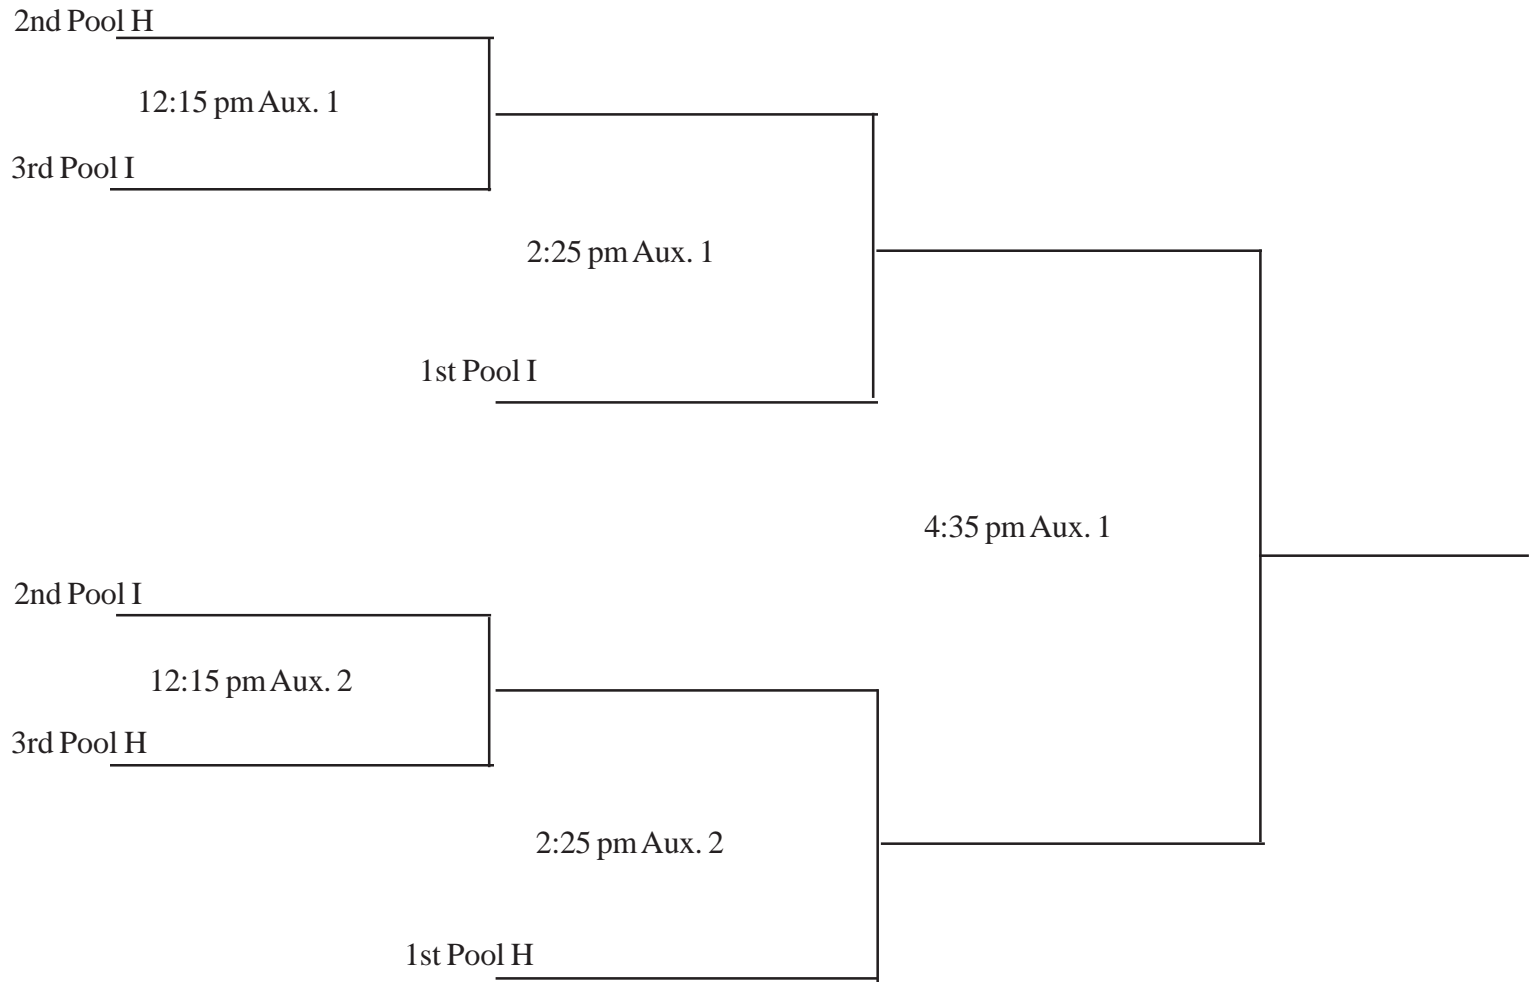 2nd Pool H
12:15 pm Aux. 1
3rd Pool I
2:25 pm Aux. 1
1st Pool I
4:35 pm Aux. 1
2nd Pool I
12:15 pm Aux. 2
3rd Pool H
2:25 pm Aux. 2
1st Pool H